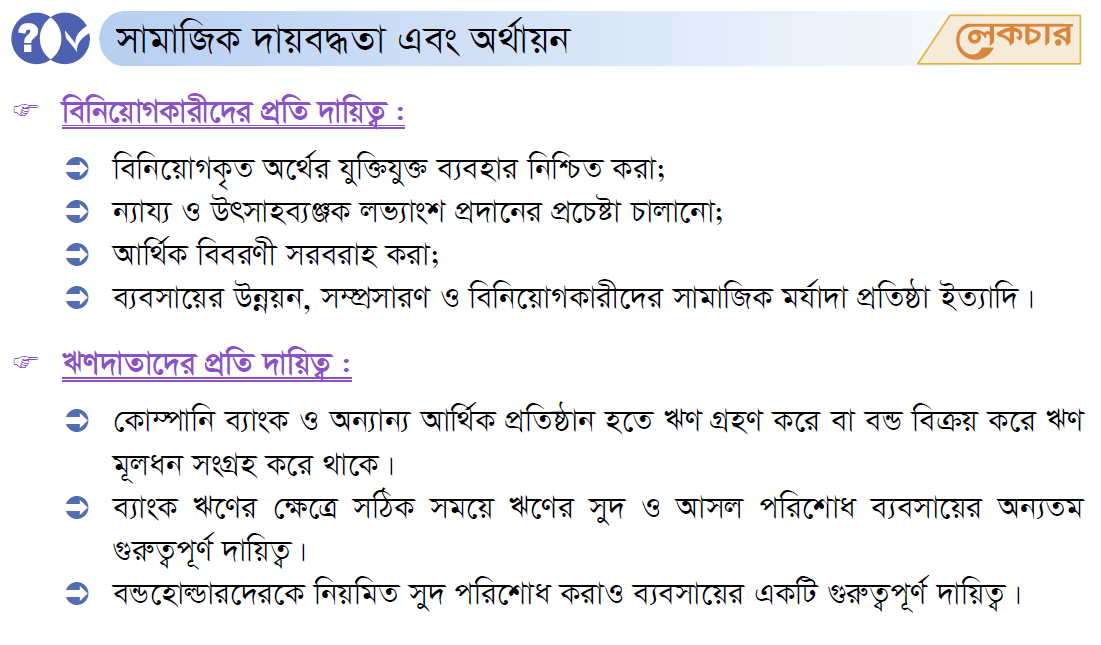 সামাজিক দায়বদ্ধতা এবং অর্থায়ন
লেকচার
বিনিয়োগকারীদের প্রতি দায়িত্ব :
বিনিয়োগকৃত অর্থের যুক্তিযুক্ত ব্যবহার নিশ্চিত করা;
ন্যায্য ও উৎসাহব্যঞ্জক লভ্যাংশ প্রদানের প্রচেষ্টা চালানো;
আর্থিক বিবরণী সরবরাহ করা;
ব্যবসায়ের উন্নয়ন, সম্প্রসারণ ও বিনিয়োগকারীদের সামাজিক মর্যাদা প্রতিষ্ঠা ইত্যাদি।
ঋণদাতাদের প্রতি দায়িত্ব :
কোম্পানি ব্যাংক ও অন্যান্য আর্থিক প্রতিষ্ঠান হতে ঋণ গ্রহণ করে বা বন্ড বিক্রয় করে ঋণ
মূলধন সংগ্রহ করে থাকে।
ব্যাংক ঋণের ক্ষেত্রে সঠিক সময়ে ঋণের সুদ ও আসল পরিশোধ ব্যবসায়ের অন্যতম
গুরুত্বপূর্ণ দায়িত্ব।
বন্ডহোল্ডারদেরকে নিয়মিত সুদ পরিশোধ করাও ব্যবসায়ের একটি গুরুত্বপূর্ণ দায়িত্ব।